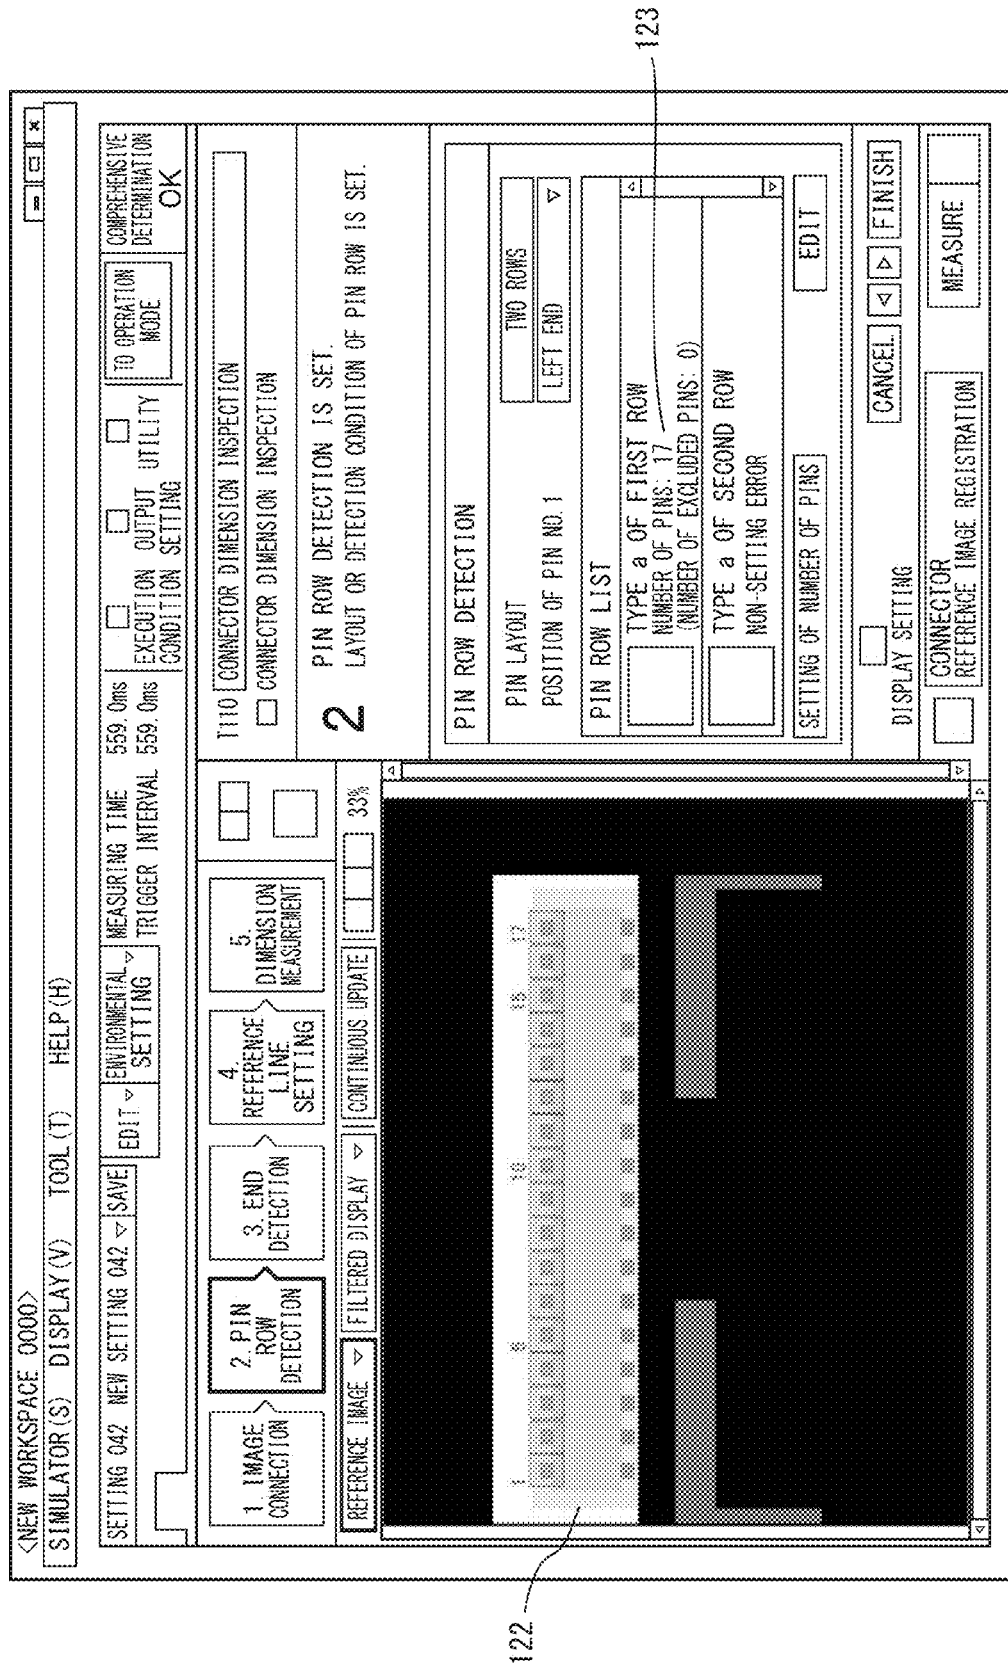 <NEW WORKSPACE 0000>
SIMULATOR(S) DISPLAY(V) TOOL(T) HELP(H)
SETTING 042 NEW SETTING 042 SAVE EDIT
ENVIRONMENTAL SETTING
MEASURING TIME 559.0ms
TRIGGER INTERVAL 559.0ms
EXECUTION CONDITION
OUTPUT SETTING
UTILITY
TO OPERATION MODE
COMPREHENSIVE DETERMINATION
OK
1. IMAGE CONNECTION
2. PIN ROW DETECTION
3. END DETECTION
4. REFERENCE LINE SETTING
5. DIMENSION MEASUREMENT
REFERENCE IMAGE FILTERED DISPLAY CONTINUOUS UPDATE 33%
1 6 10 15 17
122
T110 CONNECTOR DIMENSION INSPECTION
CONNECTOR DIMENSION INSPECTION
2 PIN ROW DETECTION IS SET.
LAYOUT OR DETECTION CONDITION OF PIN ROW IS SET.
PIN ROW DETECTION
PIN LAYOUT TWO ROWS
POSITION OF PIN NO. 1 LEFT END
PIN ROW LIST
TYPE a OF FIRST ROW
NUMBER OF PINS: 17
(NUMBER OF EXCLUDED PINS: 0)
TYPE a OF SECOND ROW
NON-SETTING ERROR
SETTING OF NUMBER OF PINS EDIT
123
DISPLAY SETTING CANCEL FINISH
CONNECTOR
REFERENCE IMAGE REGISTRATION
MEASURE